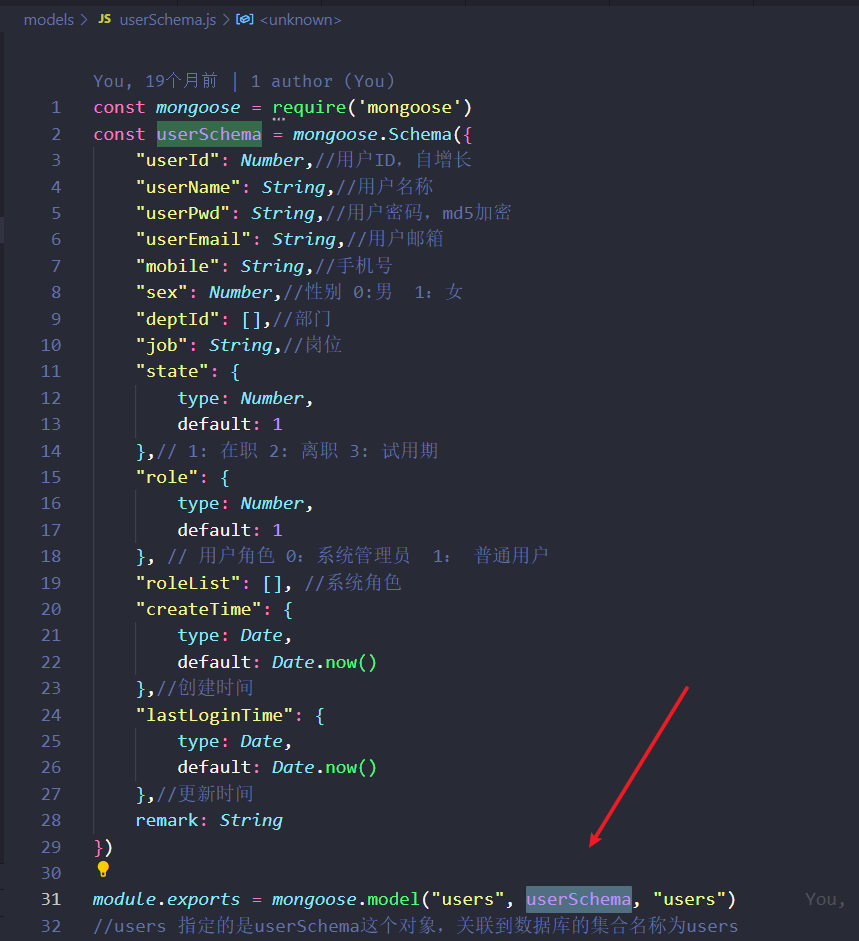 models > JS userSchema.js > <unknown>
You, 19个月前 | 1 author (You)
1 const mongoose = require('mongoose')
2 const userSchema = mongoose.Schema({
3 "userId": Number,//用户ID，自增长
4 "userName": String,//用户名称
5 "userPwd": String,//用户密码，md5加密
6 "userEmail": String,//用户邮箱
7 "mobile": String,//手机号
8 "sex": Number,//性别 0:男  1：女
9 "deptId": [],//部门
10 "job": String,//岗位
11 "state": {
12 type: Number,
13 default: 1
14 },// 1: 在职 2: 离职 3: 试用期
15 "role": {
16 type: Number,
17 default: 1
18 }, // 用户角色 0：系统管理员  1： 普通用户
19 "roleList": [], //系统角色
20 "createTime": {
21 type: Date,
22 default: Date.now()
23 },//创建时间
24 "lastLoginTime": {
25 type: Date,
26 default: Date.now()
27 },//更新时间
28 remark: String
29 })
30
31 module.exports = mongoose.model("users", userSchema, "users") You,
32 //users 指定的是userSchema这个对象，关联到数据库的集合名称为users